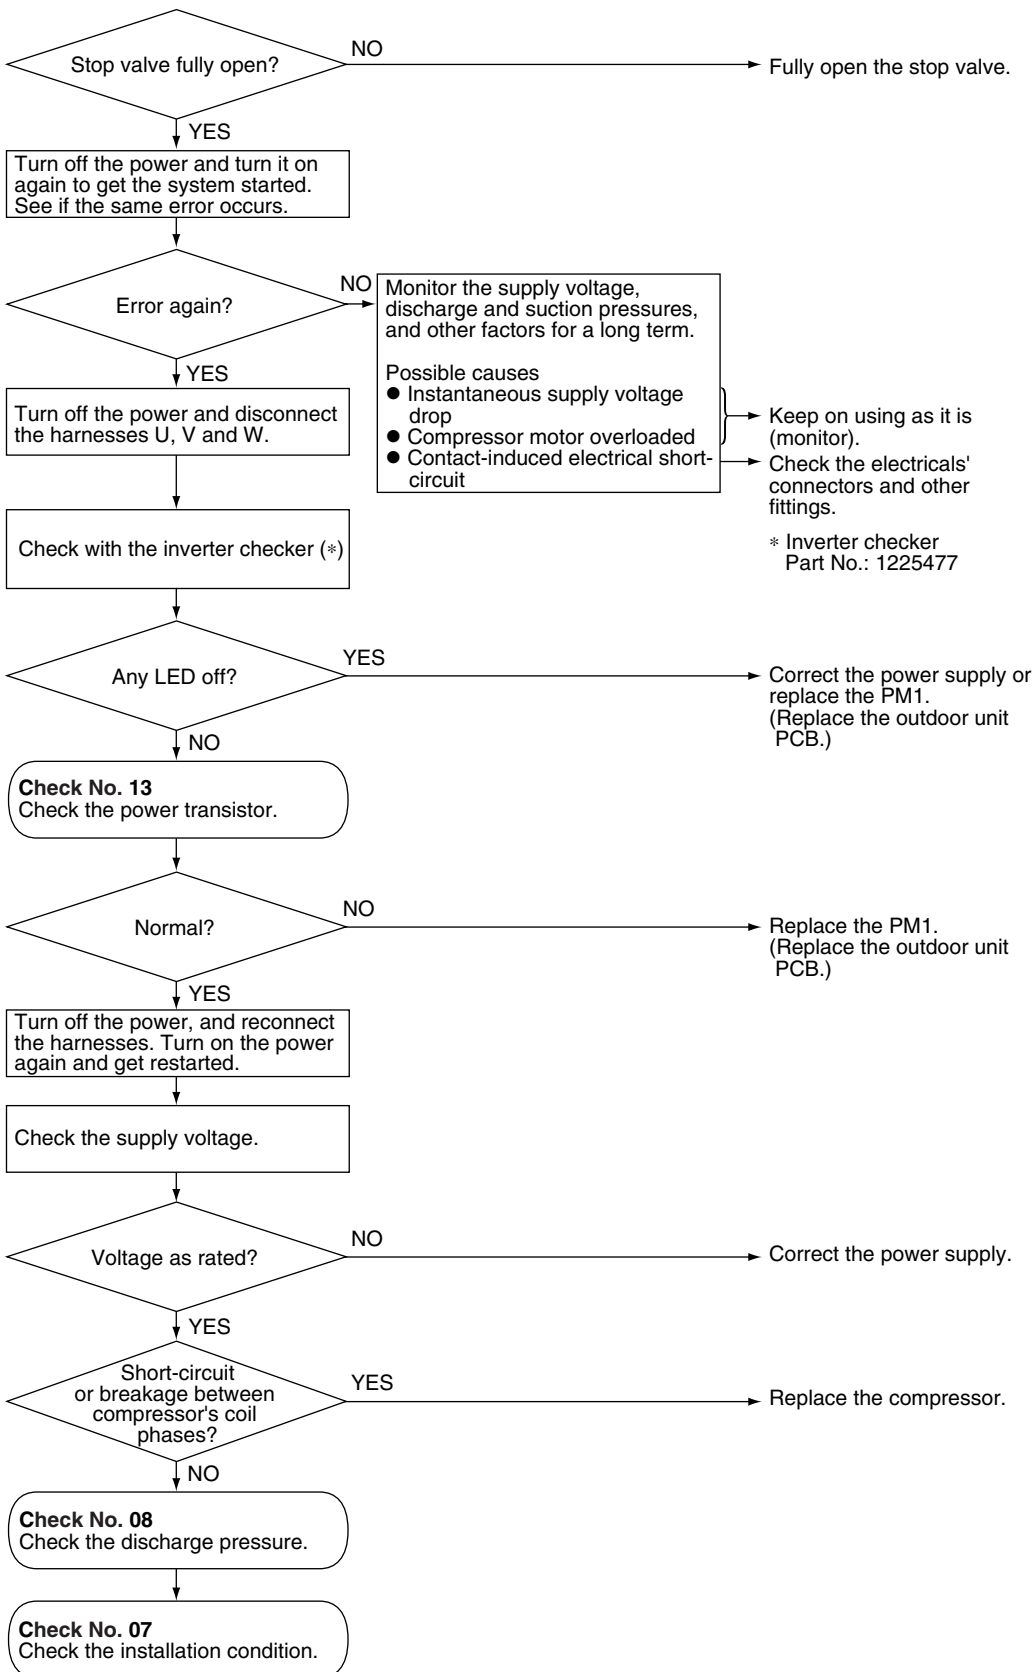 Stop valve fully open?
NO
Fully open the stop valve.
YES
Turn off the power and turn it on
again to get the system started.
See if the same error occurs.
Error again?
NO
Monitor the supply voltage,
discharge and suction pressures,
and other factors for a long term.
Possible causes
● Instantaneous supply voltage
drop
● Compressor motor overloaded
● Contact-induced electrical short-
circuit
Keep on using as it is
(monitor).
Check the electricals'
connectors and other
fittings.
* Inverter checker
Part No.: 1225477
YES
Turn off the power and disconnect
the harnesses U, V and W.
Check with the inverter checker (*)
Any LED off?
YES
Correct the power supply or
replace the PM1.
(Replace the outdoor unit
PCB.)
NO
Check No. 13
Check the power transistor.
Normal?
NO
Replace the PM1.
(Replace the outdoor unit
PCB.)
YES
Turn off the power, and reconnect
the harnesses. Turn on the power
again and get restarted.
Check the supply voltage.
Voltage as rated?
NO
Correct the power supply.
YES
Short-circuit
or breakage between
compressor's coil
phases?
YES
Replace the compressor.
NO
Check No. 08
Check the discharge pressure.
Check No. 07
Check the installation condition.